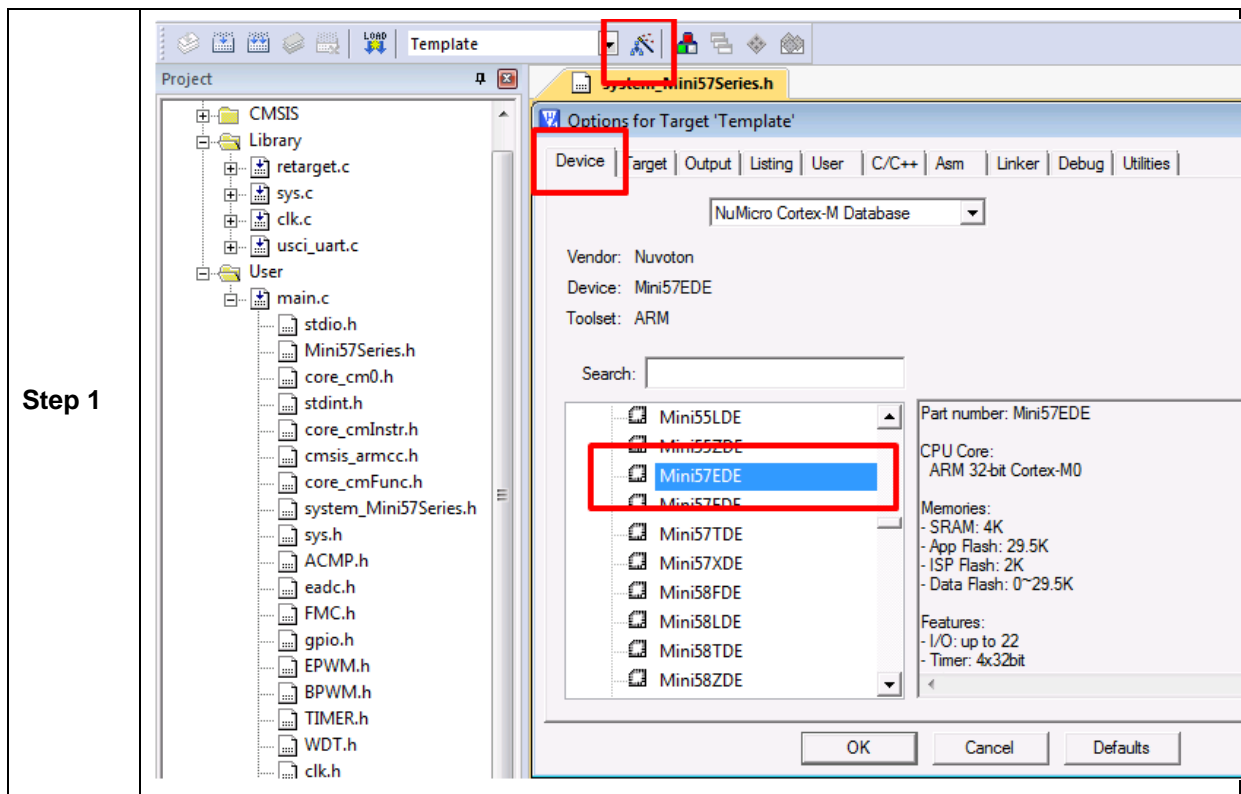 Step 1
LOAD
Template
Project
system_Mini57Series.h
CMSIS
Library
retarget.c
sys.c
clk.c
usci_uart.c
User
main.c
stdio.h
Mini57Series.h
core_cm0.h
stdint.h
core_cmInstr.h
cmsis_armcc.h
core_cmFunc.h
system_Mini57Series.h
sys.h
ACMP.h
eadc.h
FMC.h
gpio.h
EPWM.h
BPWM.h
TIMER.h
WDT.h
clk.h
Options for Target 'Template'
Device Target Output Listing User C/C++ Asm Linker Debug Utilities
NuMicro Cortex-M Database
Vendor: Nuvoton
Device: Mini57EDE
Toolset: ARM
Search:
Mini55LDE
Mini55ZDE
Mini57EDE
Mini57FDE
Mini57TDE
Mini57XDE
Mini58FDE
Mini58LDE
Mini58TDE
Mini58ZDE
Part number: Mini57EDE
CPU Core:
ARM 32-bit Cortex-M0
Memories:
- SRAM: 4K
- App Flash: 29.5K
- ISP Flash: 2K
- Data Flash: 0~29.5K
Features:
- I/O: up to 22
- Timer: 4x32bit
OK Cancel Defaults